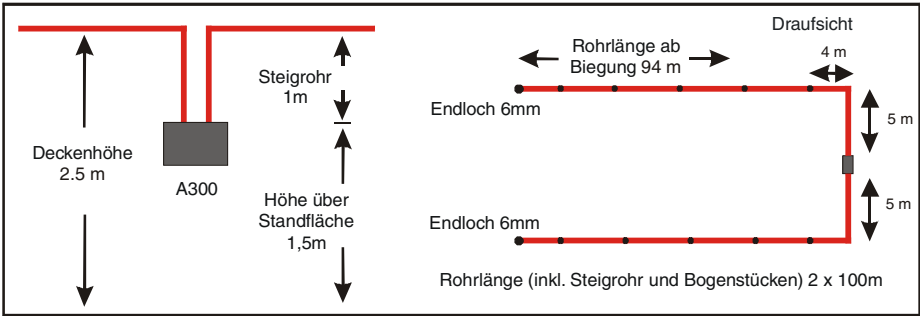 Deckenhöhe
2.5 m
A300
Steigrohr
1m
Höhe über
Standfläche
1,5m
Draufsicht
Rohrlänge ab
Biegung 94 m
4 m
Endloch 6mm
5 m
5 m
Endloch 6mm
Rohrlänge (inkl. Steigrohr und Bogenstücken) 2 x 100m